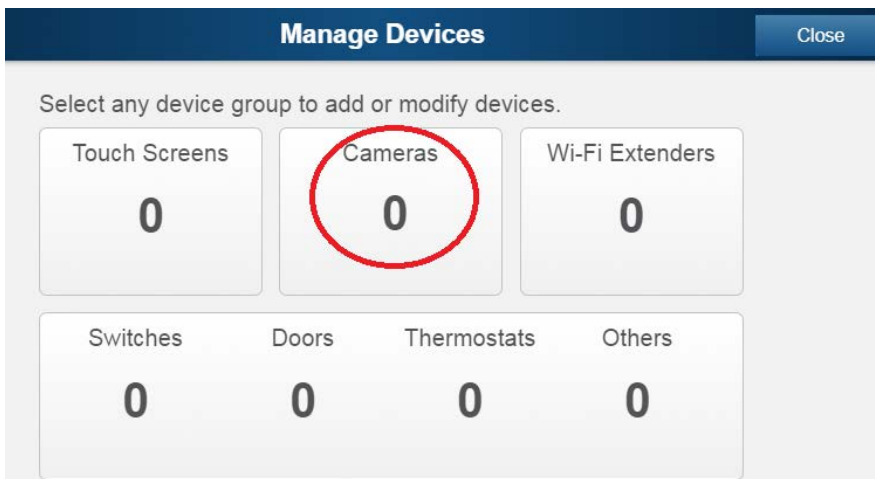 Manage Devices
Close
Select any device group to add or modify devices.
Touch Screens
Cameras
Wi-Fi Extenders
0
0
0
Switches
Doors
Thermostats
Others
0
0
0
0